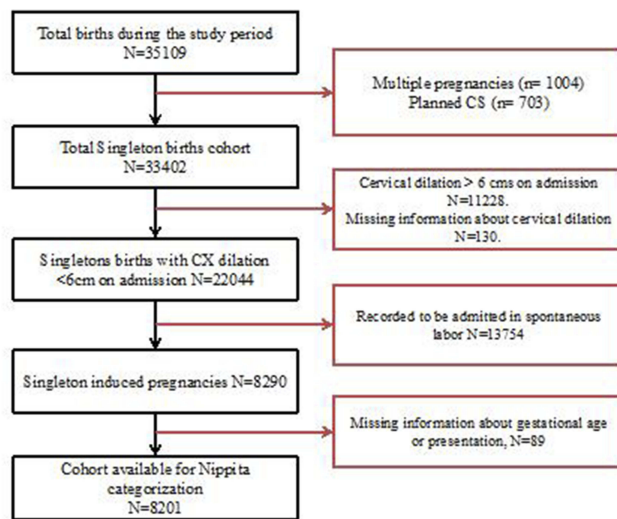 Total births during the study period
N=35109
Multiple pregnancies (n= 1004)
Planned CS (n= 703)
Total Singleton births cohort
N=33402
Cervical dilation > 6 cms on admission
N=11228.
Missing information about cervical dilation
N=130.
Singletons births with CX dilation
<6cm on admission N=22044
Recorded to be admitted in spontaneous
labor N=13754
Singleton induced pregnancies N=8290
Missing information about gestational age
or presentation, N=89
Cohort available for Nippita
categorization
N=8201